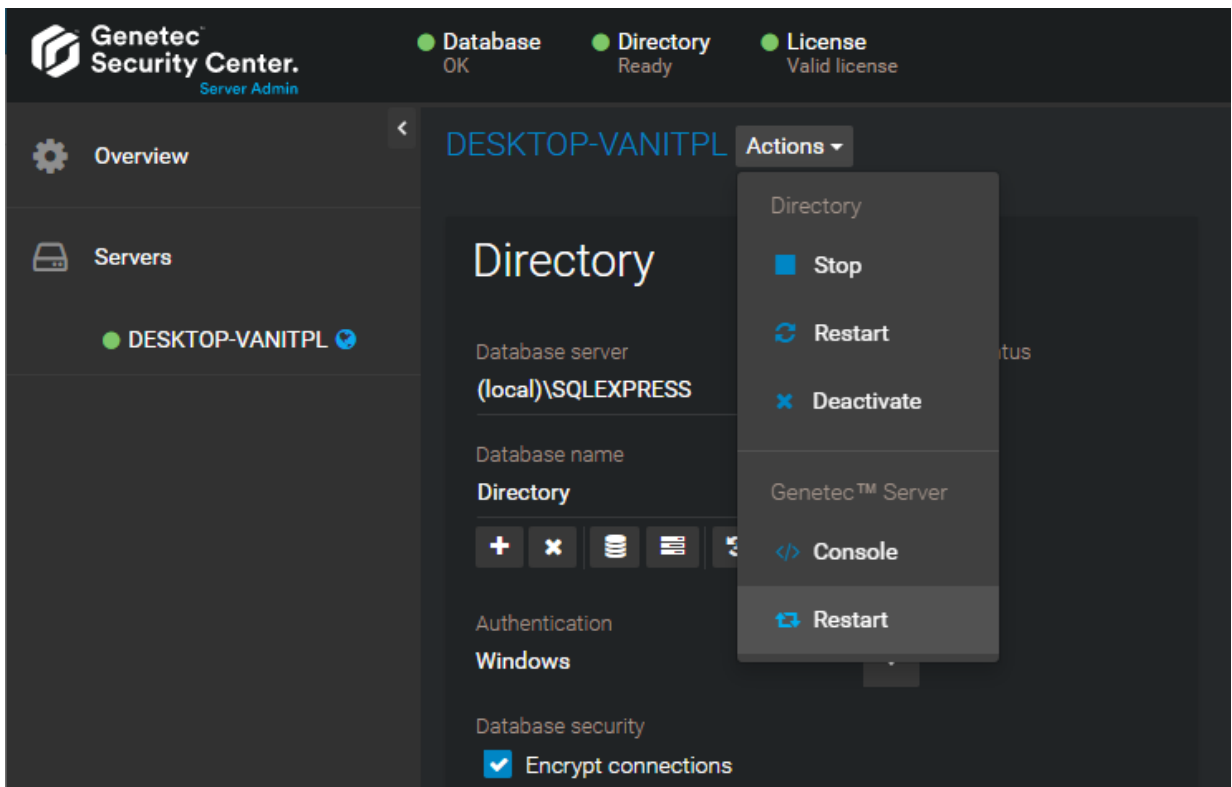 Genetec™
Security Center.
Server Admin
Database
OK
Directory
Ready
License
Valid license
Overview
Servers
DESKTOP-VANITPL
DESKTOP-VANITPL
Actions
Directory
Stop
Restart
Deactivate
Genetec™ Server
Console
Restart
Directory
Database server
(local)\SQLEXPRESS
Database name
Directory
Authentication
Windows
Database security
Encrypt connections